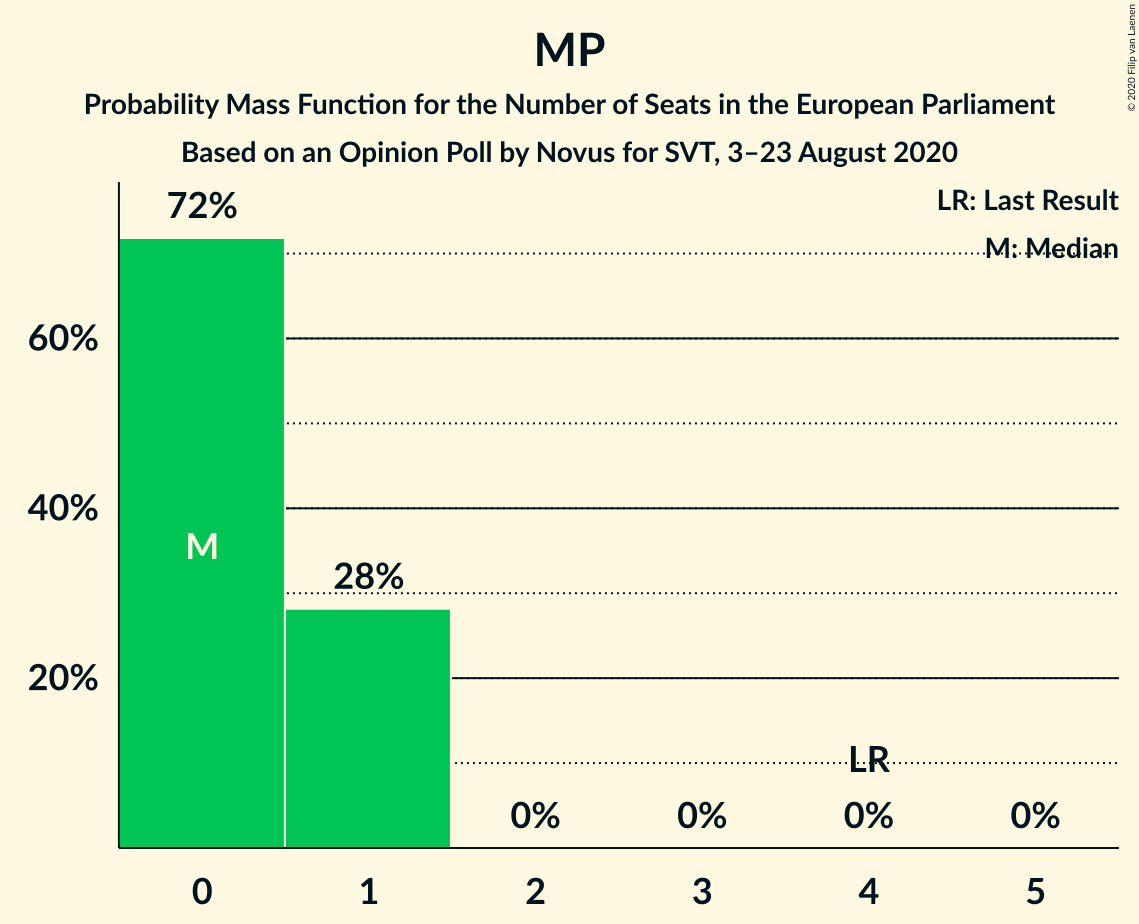 MP
Probability Mass Function for the Number of Seats in the European Parliament
Based on an Opinion Poll by Novus for SVT, 3–23 August 2020
© 2020 Filip van Laenen
LR: Last Result
M: Median
72%
60%
40%
20%
M
28%
LR
0%
0%
0%
0%
0
1
2
3
4
5